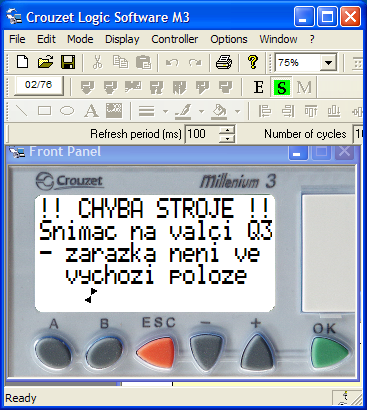 Crouzet Logic Software M3
File Edit Mode Display Controller Options Window ?
75%
02/76 E S M
A
Refresh period (ms) 100 Number of cycles
Front Panel
Crouzet millenium 3
!! CHYBA STROJE !!
Snimac na valci Q3
- zarazka neni ve
vychozi poloze
A B ESC - + OK
Ready